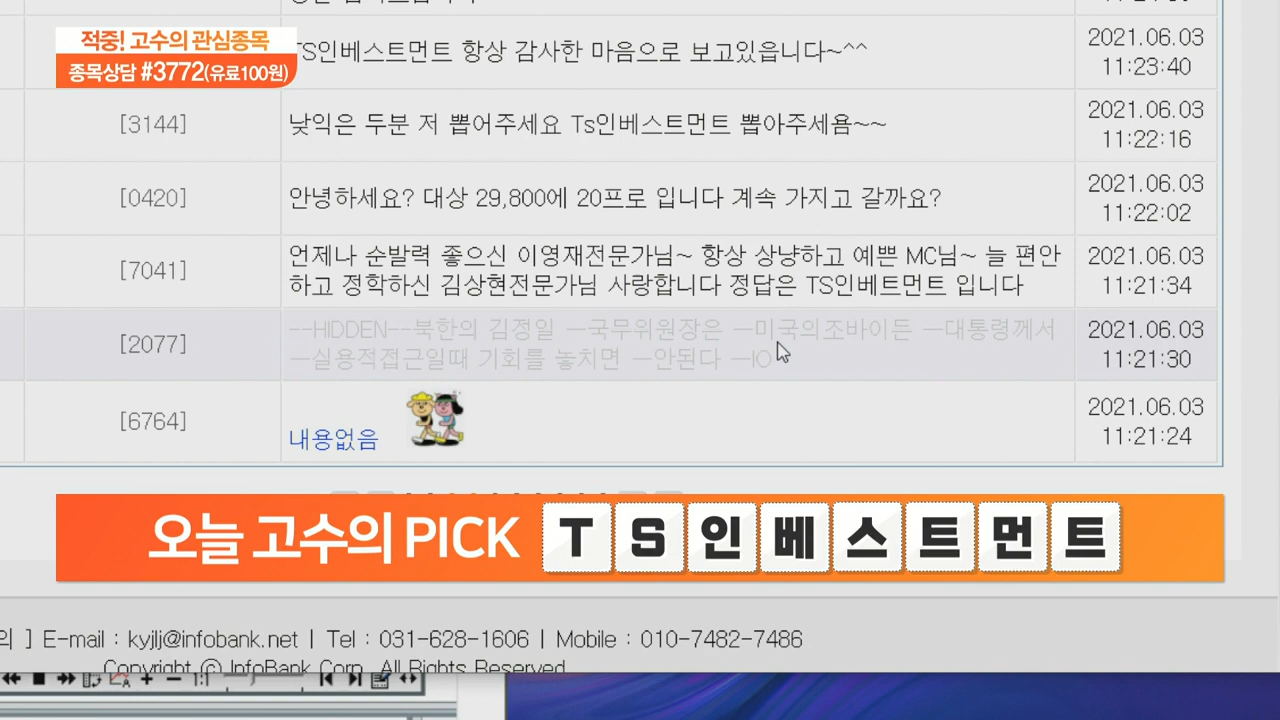 적중! 고수의 관심종목
종목상담 #3772(유료100원)
TS인베스트먼트 항상 감사한 마음으로 보고있읍니다~^^
2021.06.03
11:23:40
[3144]
낮익은 두분 저 뽑어주세요 Ts인베스트먼트 뽑아주세욤~~
2021.06.03
11:22:16
[0420]
안녕하세요? 대상 29,800에 20프로 입니다 계속 가지고 갈까요?
2021.06.03
11:22:02
[7041]
언제나 순발력 좋으신 이영재전문가님~ 항상 상냥하고 예쁜 MC님~ 늘 편안
하고 정학하신 김상현전문가님 사랑합니다 정답은 TS인베트먼트 입니다
2021.06.03
11:21:34
[2077]
--HIDDEN--북한의 김정일 ㅡ국무위원장은 ㅡ미국의조바이든 ㅡ대통령께서
ㅡ실용적접근일때 기회를 놓치면 ㅡ안된다 ㅡIO
2021.06.03
11:21:30
[6764]
내용없음
2021.06.03
11:21:24
오늘 고수의 PICK TS인베스트먼트
] E-mail : kyjlj@infobank.net | Tel : 031-628-1606 | Mobile : 010-7482-7486
Copyright ⓒ InfoBank Corp. All Rights Reserved